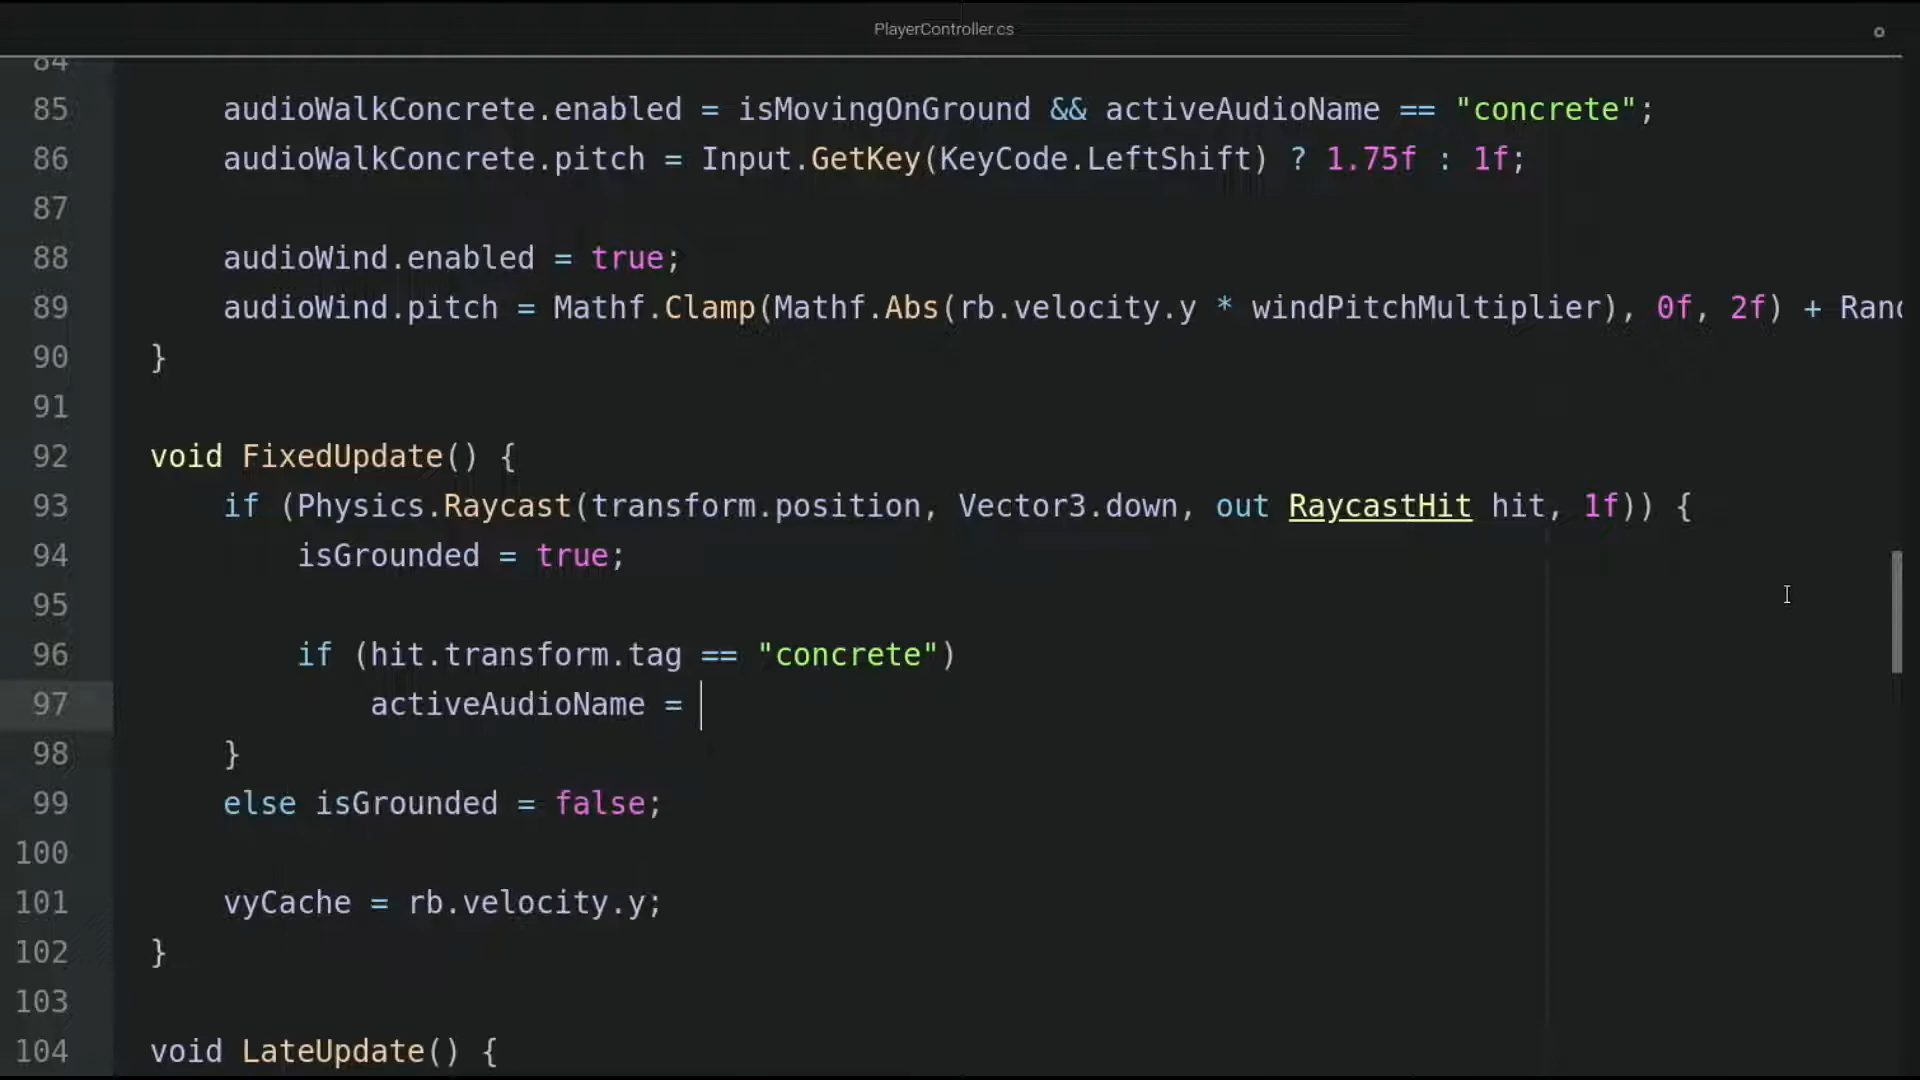 PlayerController.cs
84
85 audioWalkConcrete.enabled = isMovingOnGround && activeAudioName == "concrete";
86 audioWalkConcrete.pitch = Input.GetKey(KeyCode.LeftShift) ? 1.75f : 1f;
87
88 audioWind.enabled = true;
89 audioWind.pitch = Mathf.Clamp(Mathf.Abs(rb.velocity.y * windPitchMultiplier), 0f, 2f) +
90 }
91
92 void FixedUpdate() {
93 if (Physics.Raycast(transform.position, Vector3.down, out RaycastHit hit, 1f)) {
94 isGrounded = true;
95
96 if (hit.transform.tag == "concrete")
97 activeAudioName =
98 }
99 else isGrounded = false;
100
101 vyCache = rb.velocity.y;
102 }
103
104 void LateUpdate() {